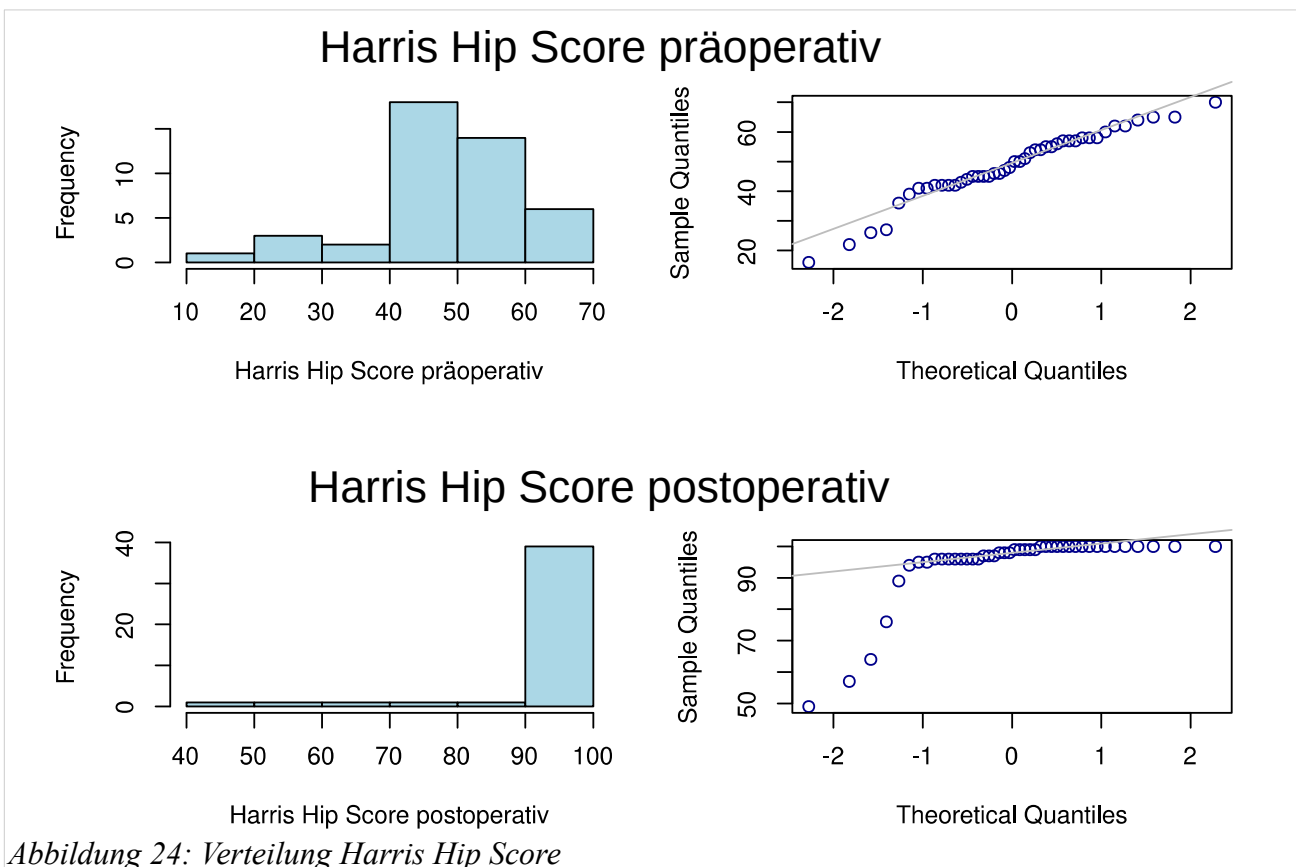 Harris Hip Score präoperativ
Frequency
0 5 10
10 20 30 40 50 60 70
Harris Hip Score präoperativ
Sample Quantiles
20 40 60
-2 -1 0 1 2
Theoretical Quantiles
Harris Hip Score postoperativ
Frequency
0 20 40
40 50 60 70 80 90 100
Harris Hip Score postoperativ
Sample Quantiles
50 70 90
-2 -1 0 1 2
Theoretical Quantiles
Abbildung 24: Verteilung Harris Hip Score